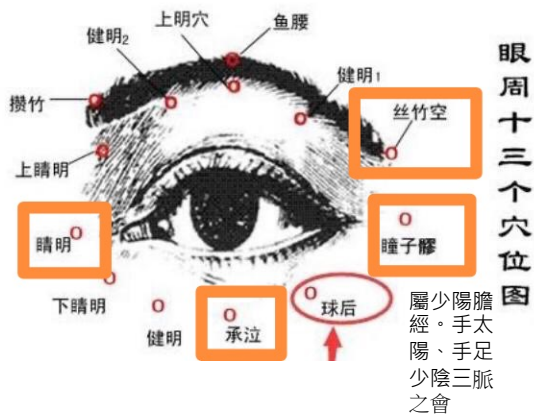 上明穴
鱼腰
健明2
健明1
攒竹
丝竹空
上睛明
睛明
瞳子髎
下睛明
健明
承泣
球后
眼周十三个穴位图
屬少陽膽
經。手太
陽、手足
少陰三脈
之會